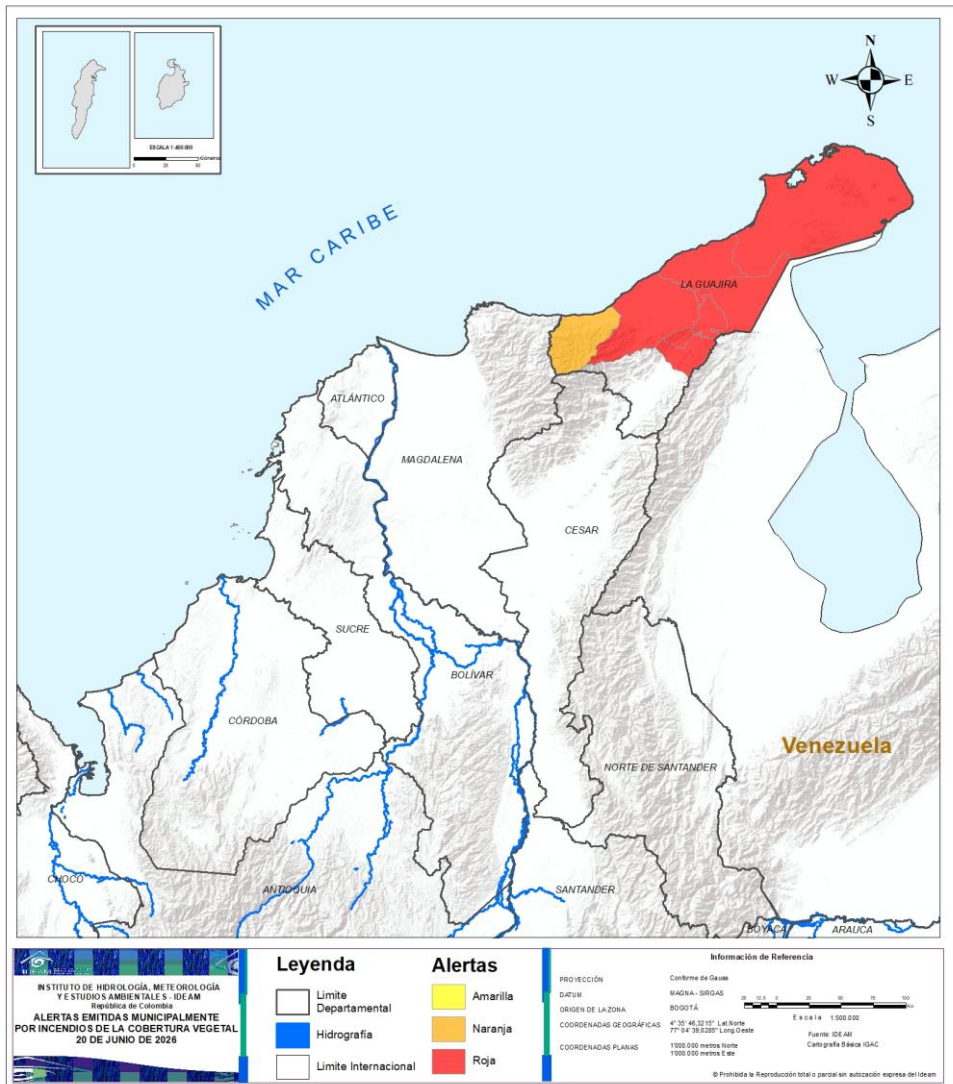 ESCALA 1:400.000
Kilómetros
N
W
E
S
MAR CARIBE
LA GUAJIRA
ATLÁNTICO
MAGDALENA
CESAR
SUCRE
BOLÍVAR
CÓRDOBA
NORTE DE SANTANDER
Venezuela
CHOCÓ
ANTIOQUIA
SANTANDER
BOYACÁ
ARAUCA
IDEAM
INSTITUTO DE HIDROLOGÍA, METEOROLOGÍA
Y ESTUDIOS AMBIENTALES - IDEAM
República de Colombia
ALERTAS EMITIDAS MUNICIPALMENTE
POR INCENDIOS DE LA COBERTURA VEGETAL
20 DE JUNIO DE 2026
Leyenda
Limite
Departamental
Hidrografía
Limite Internacional
Alertas
Amarilla
Naranja
Roja
Información de Referencia
PROYECCIÓN Conforme de Gauss
DATUM MAGNA - SIRGAS
ORIGEN DE LA ZONA BOGOTÁ
COORDENADAS GEOGRÁFICAS 4° 35' 46,3215" Lat.Norte
77° 04' 39,0285" Long.Oeste
COORDENADAS PLANAS 1'000.000 metros Norte
1'000.000 metros Este
Escala 1:500.000
Fuente: IDEAM
Cartografía Básica IGAC
© Prohibida la Reproducción total o parcial sin autorización expresa del Ideam